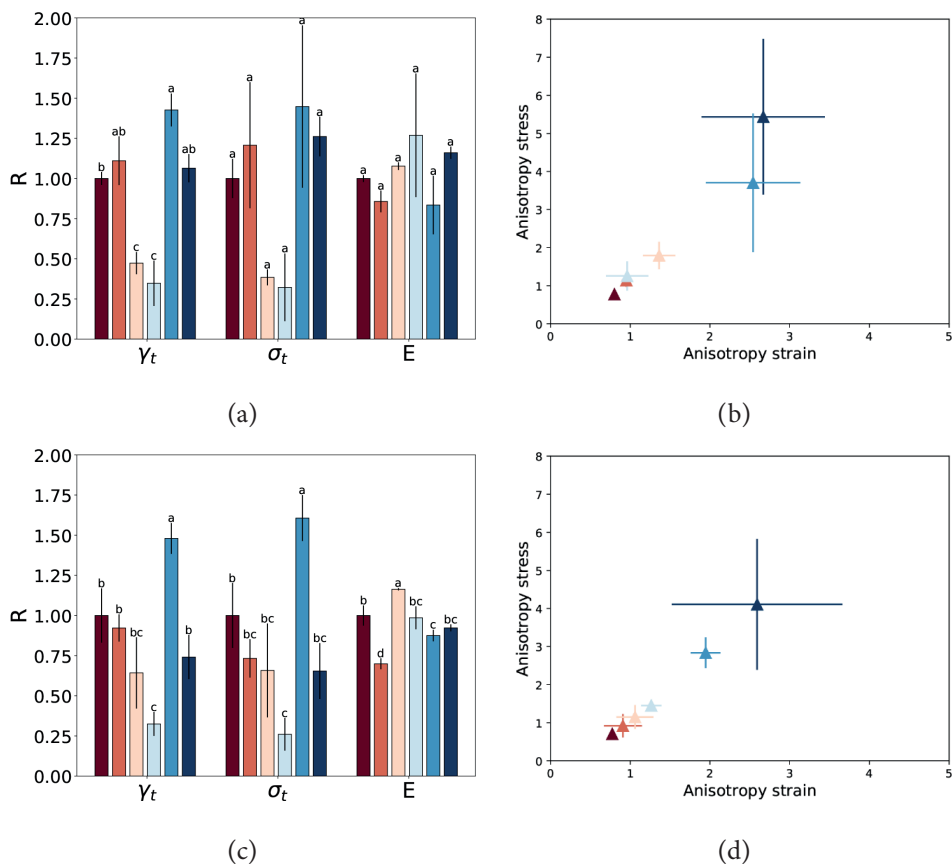 2.00
1.75
1.50
1.25
1.00
0.75
0.50
0.25
0.00
R
b ab c c a ab
a a a a a a
a a a a a a
γt σt E
(a)
8
7
6
5
4
3
2
1
0
Anisotropy stress
0 1 2 3 4 5
Anisotropy strain
(b)
2.00
1.75
1.50
1.25
1.00
0.75
0.50
0.25
0.00
R
b b bc c a bc
b bc bc c a bc
b d a bc c bc
γt σt E
(c)
8
7
6
5
4
3
2
1
0
Anisotropy stress
0 1 2 3 4 5
Anisotropy strain
(d)